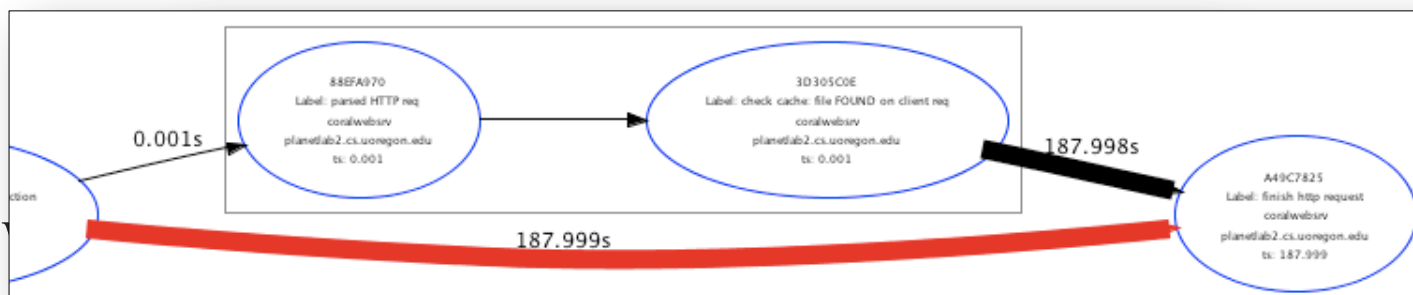 ction
0.001s
88EFA970
Label: parsed HTTP req
coralwebsrv
planetlab2.cs.uoregon.edu
ts: 0.001
3D305C0E
Label: check cache: file FOUND on client req
coralwebsrv
planetlab2.cs.uoregon.edu
ts: 0.001
187.998s
187.999s
A49C7825
Label: finish http request
coralwebsrv
planetlab2.cs.uoregon.edu
ts: 187.999